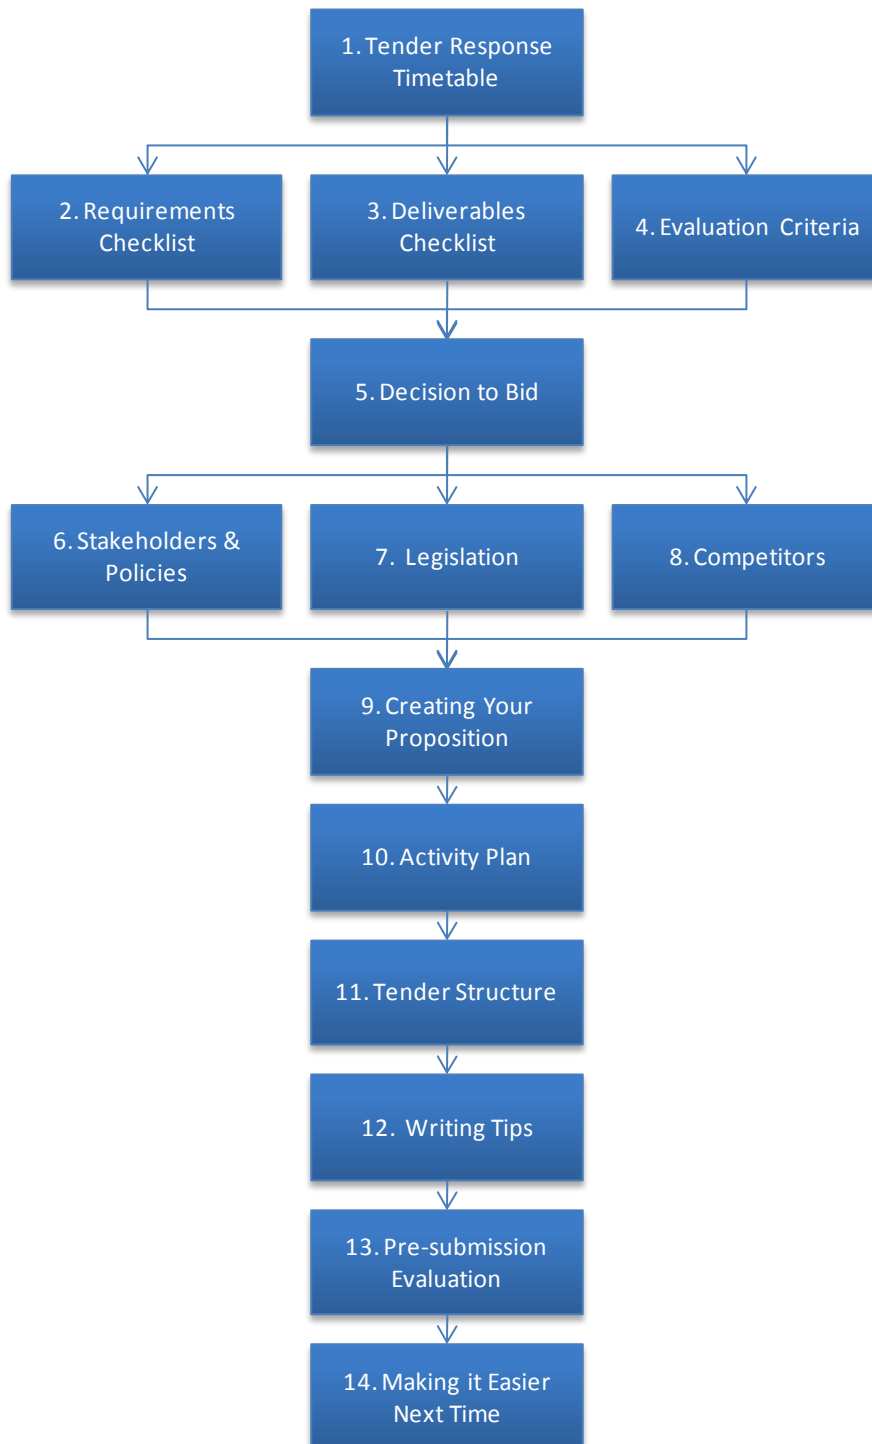 1. Tender Response
Timetable
2. Requirements
Checklist
3. Deliverables
Checklist
4. Evaluation Criteria
5. Decision to Bid
6. Stakeholders &
Policies
7. Legislation
8. Competitors
9. Creating Your
Proposition
10. Activity Plan
11. Tender Structure
12. Writing Tips
13. Pre-submission
Evaluation
14. Making it Easier
Next Time